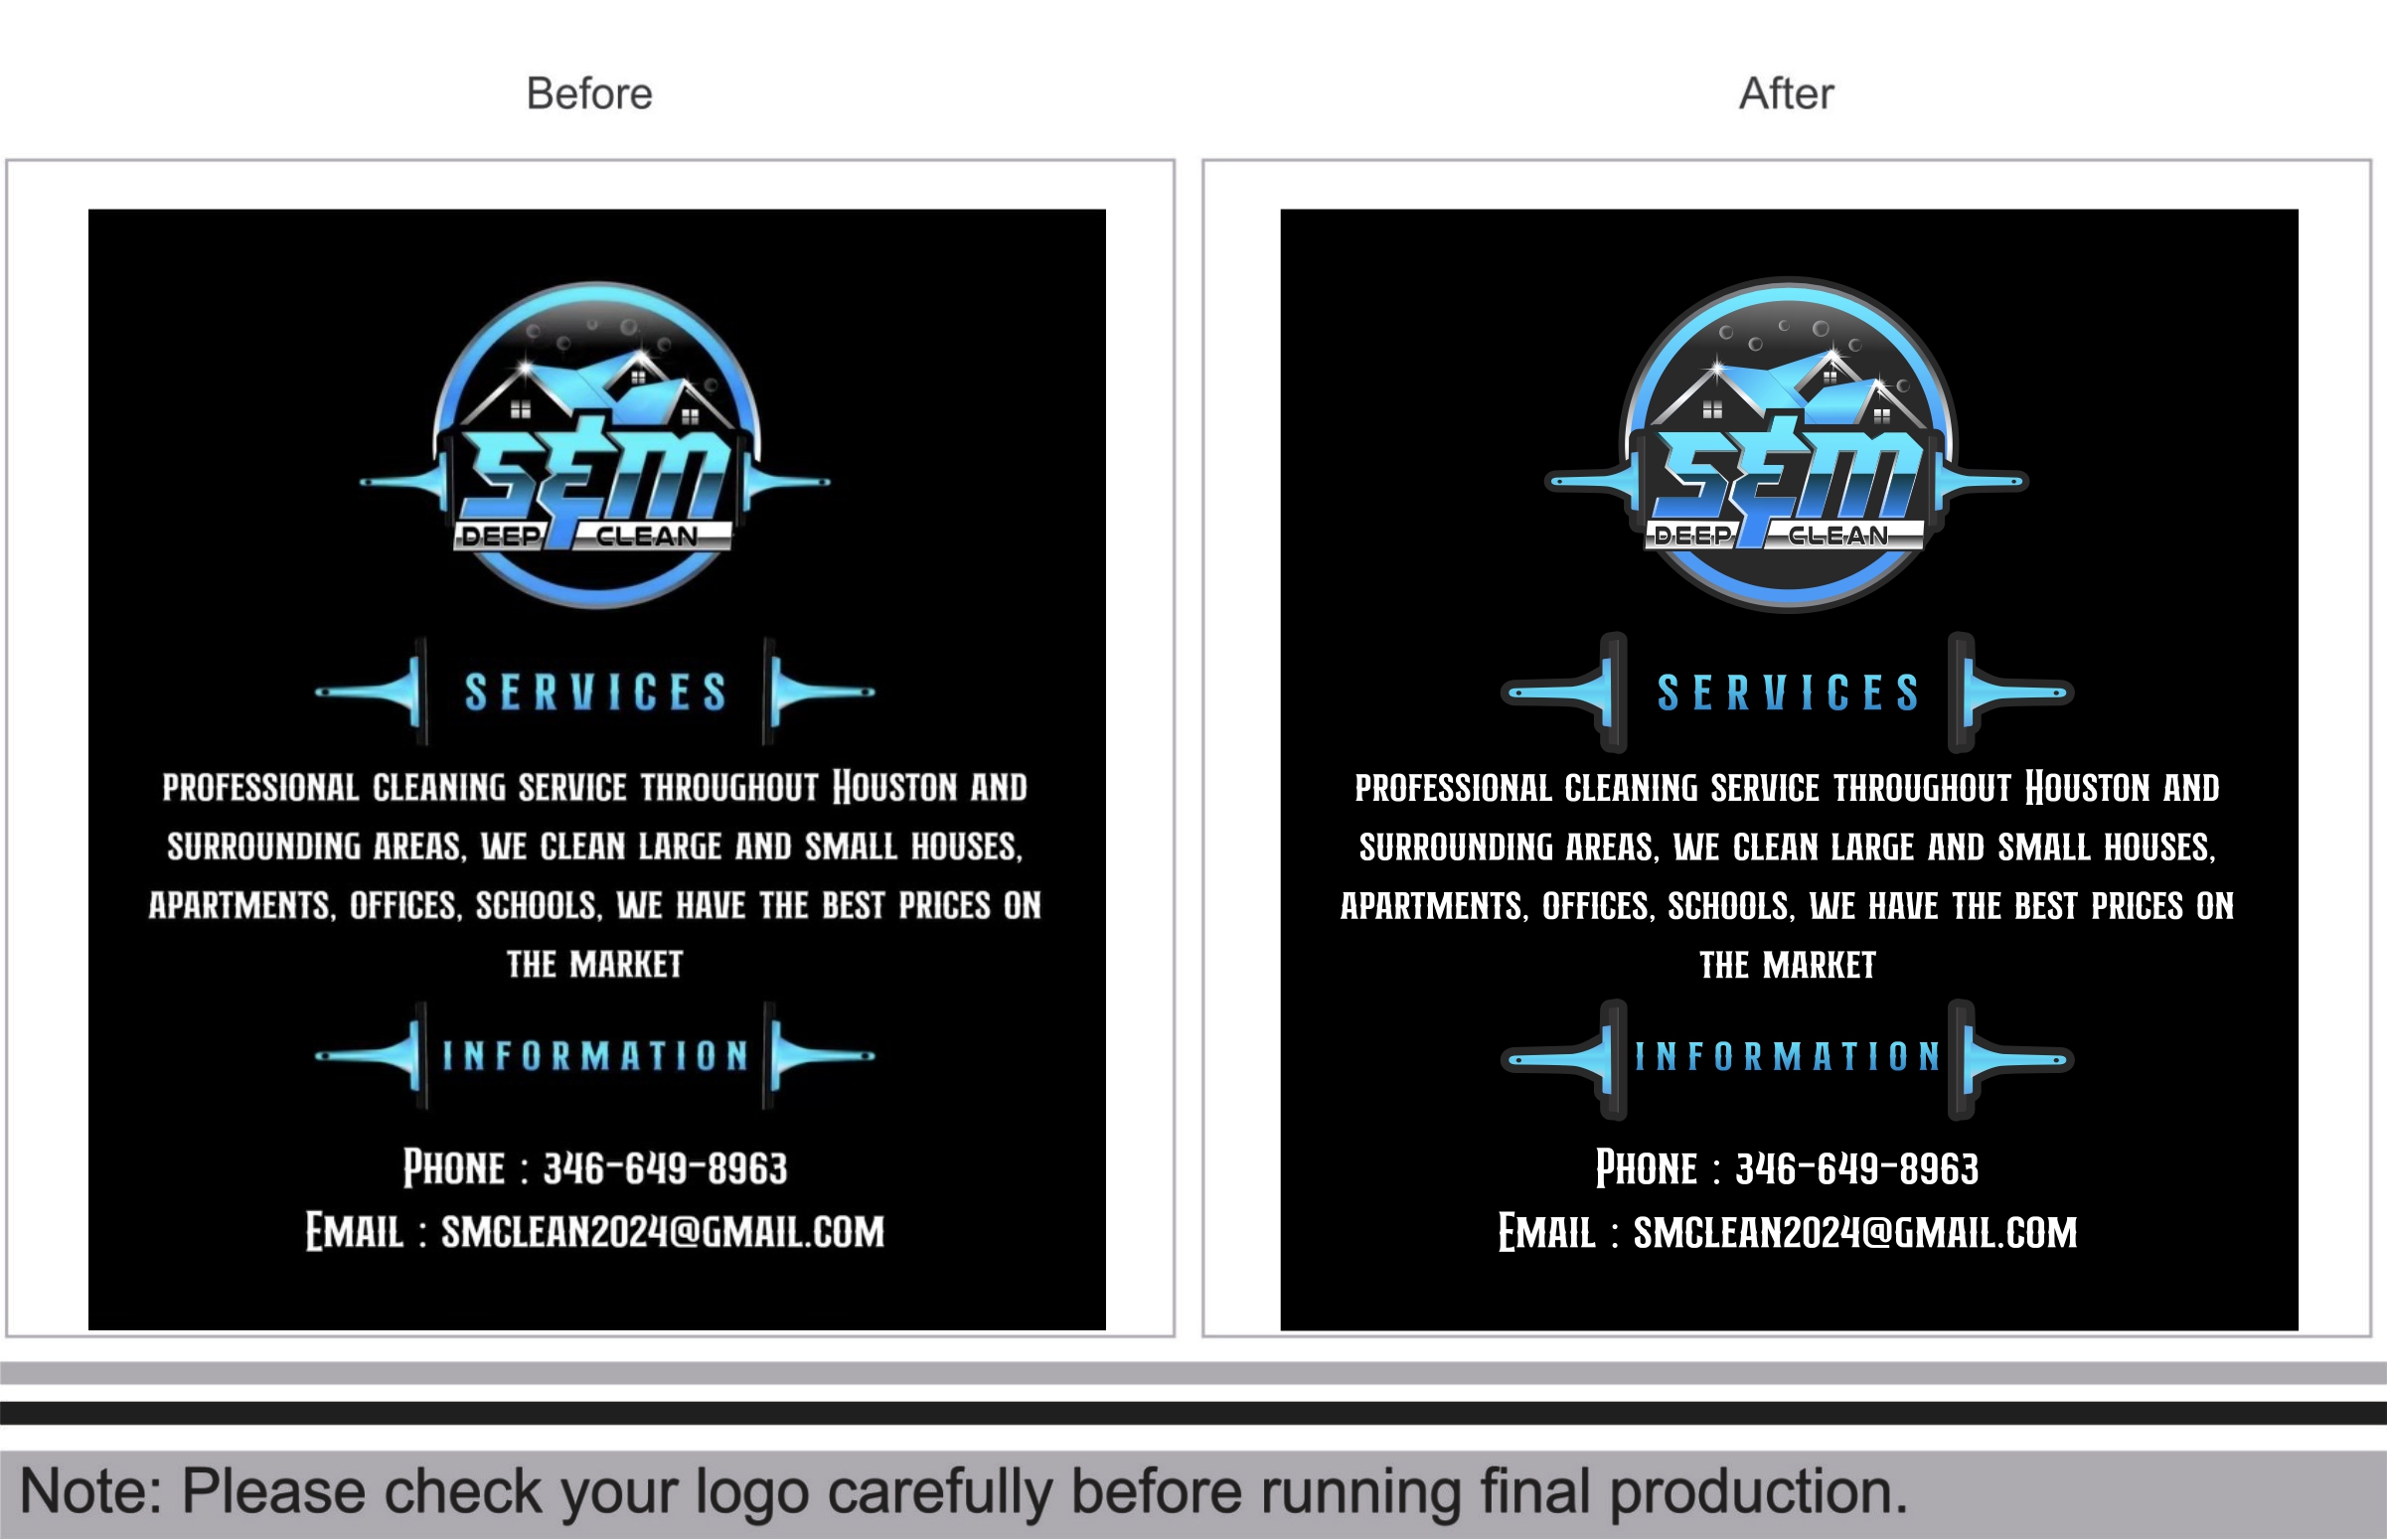 Before
After
S&M
DEEP CLEAN
SERVICES
PROFESSIONAL CLEANING SERVICE THROUGHOUT HOUSTON AND
SURROUNDING AREAS, WE CLEAN LARGE AND SMALL HOUSES,
APARTMENTS, OFFICES, SCHOOLS, WE HAVE THE BEST PRICES ON
THE MARKET
INFORMATION
PHONE : 346-649-8963
EMAIL : SMCLEAN2024@GMAIL.COM
S&M
DEEP CLEAN
SERVICES
PROFESSIONAL CLEANING SERVICE THROUGHOUT HOUSTON AND
SURROUNDING AREAS, WE CLEAN LARGE AND SMALL HOUSES,
APARTMENTS, OFFICES, SCHOOLS, WE HAVE THE BEST PRICES ON
THE MARKET
INFORMATION
PHONE : 346-649-8963
EMAIL : SMCLEAN2024@GMAIL.COM
Note: Please check your logo carefully before running final production.